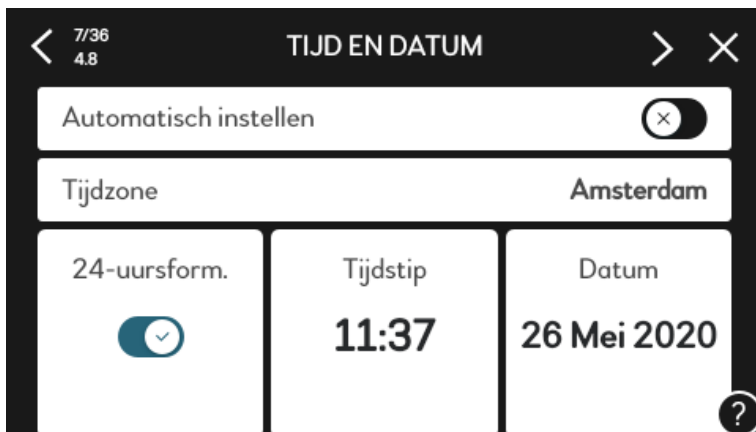 7/36
4.8
TIJD EN DATUM
Automatisch instellen
Tijdzone Amsterdam
24-uursform. Tijdstip Datum
11:37 26 Mei 2020
?